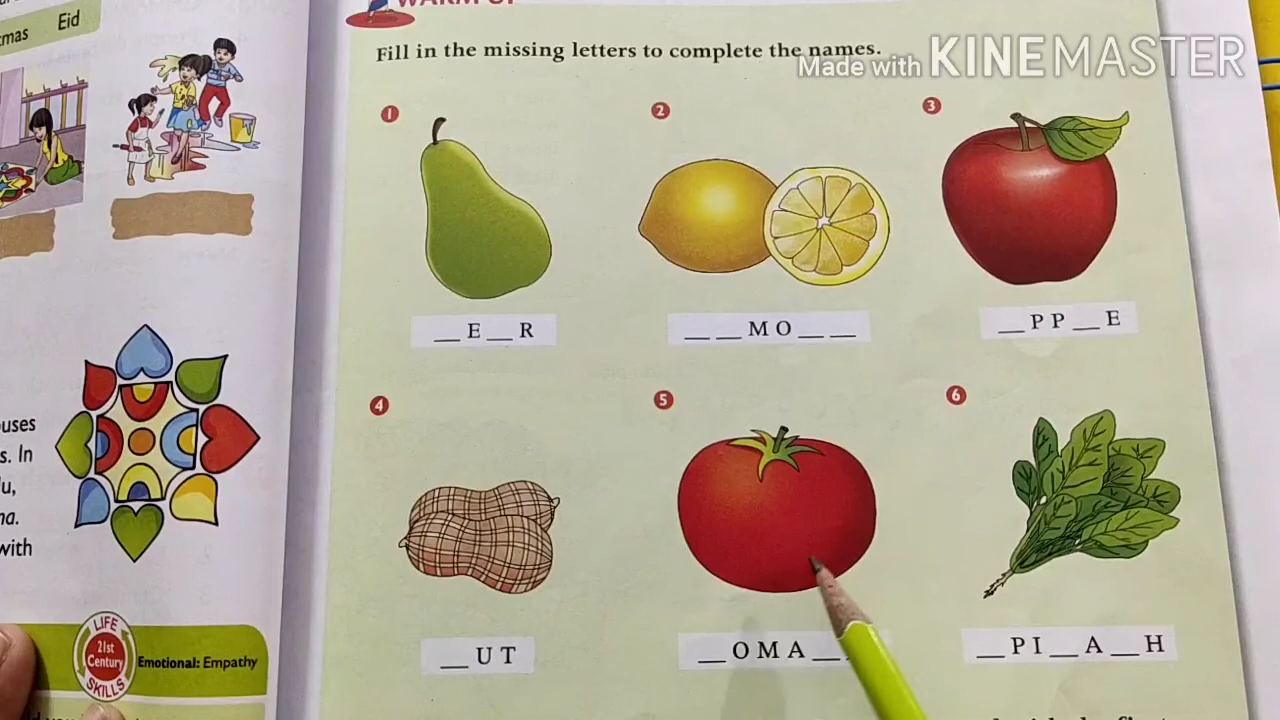 Eid
mas
WARM UP
Fill in the missing letters to complete the names.
Made with KINEMASTER
1
2
3
__ E __ R
__ __ M O __ __
__ P P __ E
4
5
6
__ U T
__ O M A __
__ P I __ A __ H
uses
s. In
u,
na.
with
LIFE
21st
Century
SKILLS
Emotional: Empathy